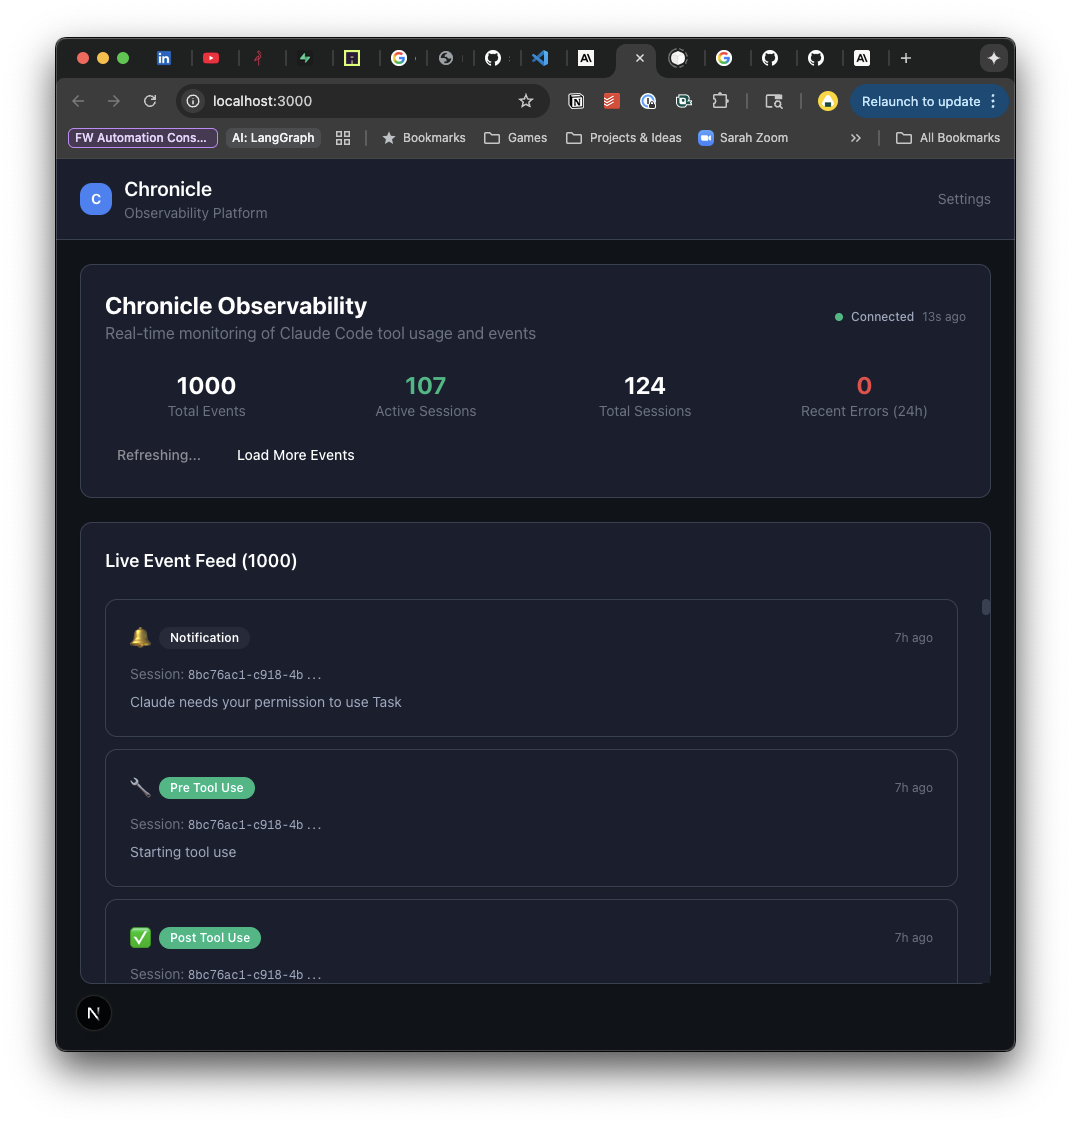 localhost:3000
Relaunch to update
FW Automation Cons...
AI: LangGraph
Bookmarks
Games
Projects & Ideas
Sarah Zoom
All Bookmarks
C
Chronicle
Observability Platform
Settings
Chronicle Observability
Real-time monitoring of Claude Code tool usage and events
Connected 13s ago
1000
Total Events
107
Active Sessions
124
Total Sessions
0
Recent Errors (24h)
Refreshing...
Load More Events
Live Event Feed (1000)
Notification
7h ago
Session: 8bc76ac1-c918-4b...
Claude needs your permission to use Task
Pre Tool Use
7h ago
Session: 8bc76ac1-c918-4b...
Starting tool use
Post Tool Use
7h ago
Session: 8bc76ac1-c918-4b...
N